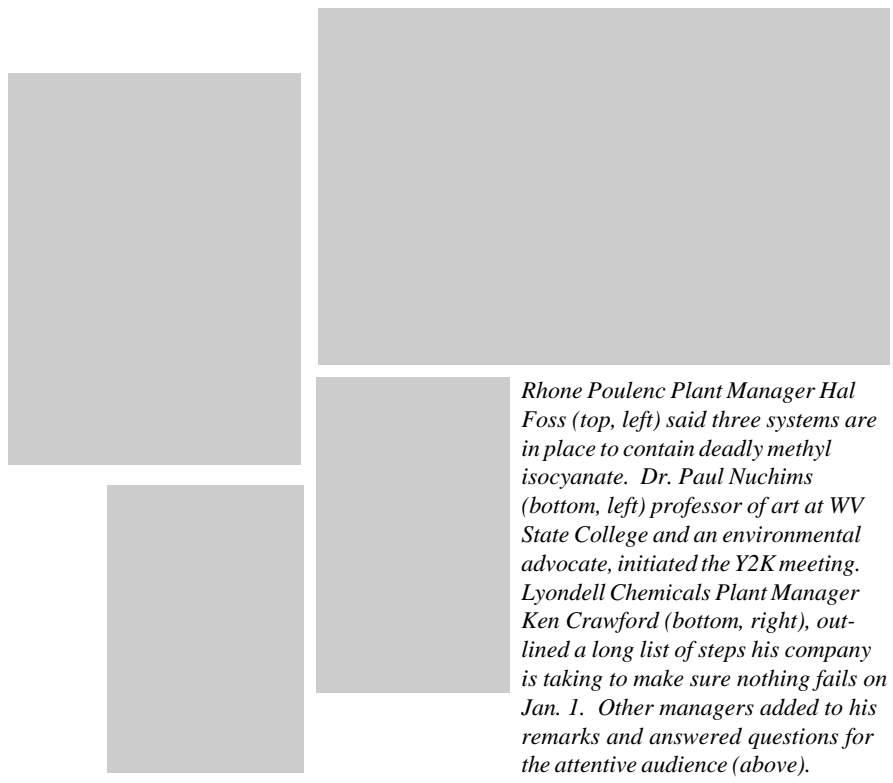 Rhone Poulenc Plant Manager Hal
Foss (top, left) said three systems are
in place to contain deadly methyl
isocyanate.  Dr. Paul Nuchims
(bottom, left) professor of art at WV
State College and an environmental
advocate, initiated the Y2K meeting.
Lyondell Chemicals Plant Manager
Ken Crawford (bottom, right), out-
lined a long list of steps his company
is taking to make sure nothing fails on
Jan. 1.  Other managers added to his
remarks and answered questions for
the attentive audience (above).